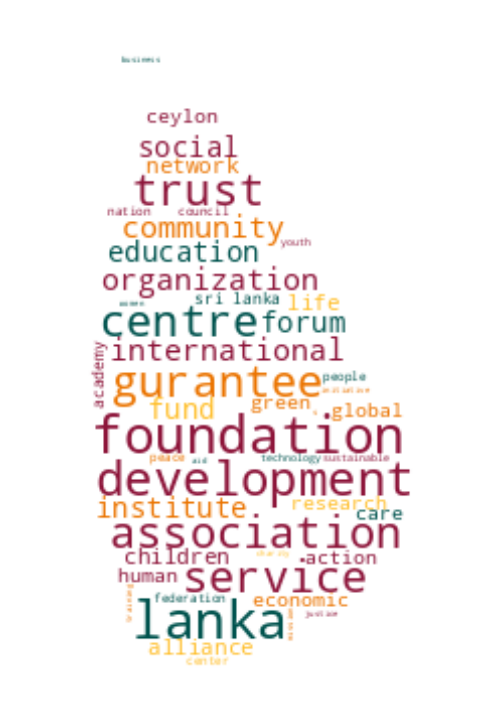 business
ceylon
social
network
trust
nation council
community
youth
education
organization
women sri lanka life
centre forum
international
academy
gurantee people
initiative
fund green global
foundation
peace aid technology sustainable
development
institute. research
care
association
children charity action
human service
training federation economic
lanka justice
alliance
center